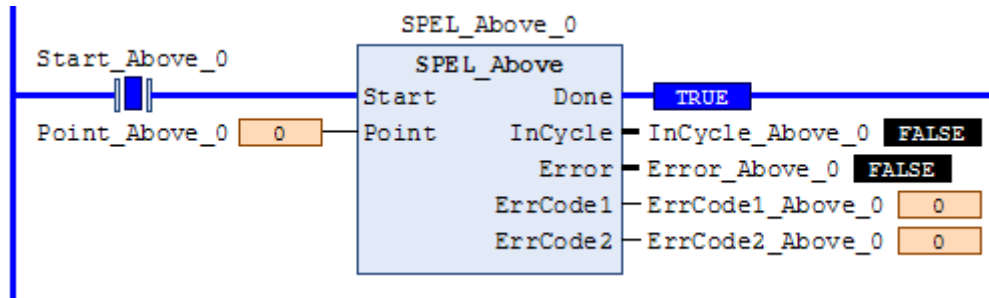 SPEL_Above_0
Start_Above_0
SPEL_Above
Start Done TRUE
Point_Above_0 0 Point InCycle InCycle_Above_0 FALSE
Error Error_Above_0 FALSE
ErrCode1 ErrCode1_Above_0 0
ErrCode2 ErrCode2_Above_0 0